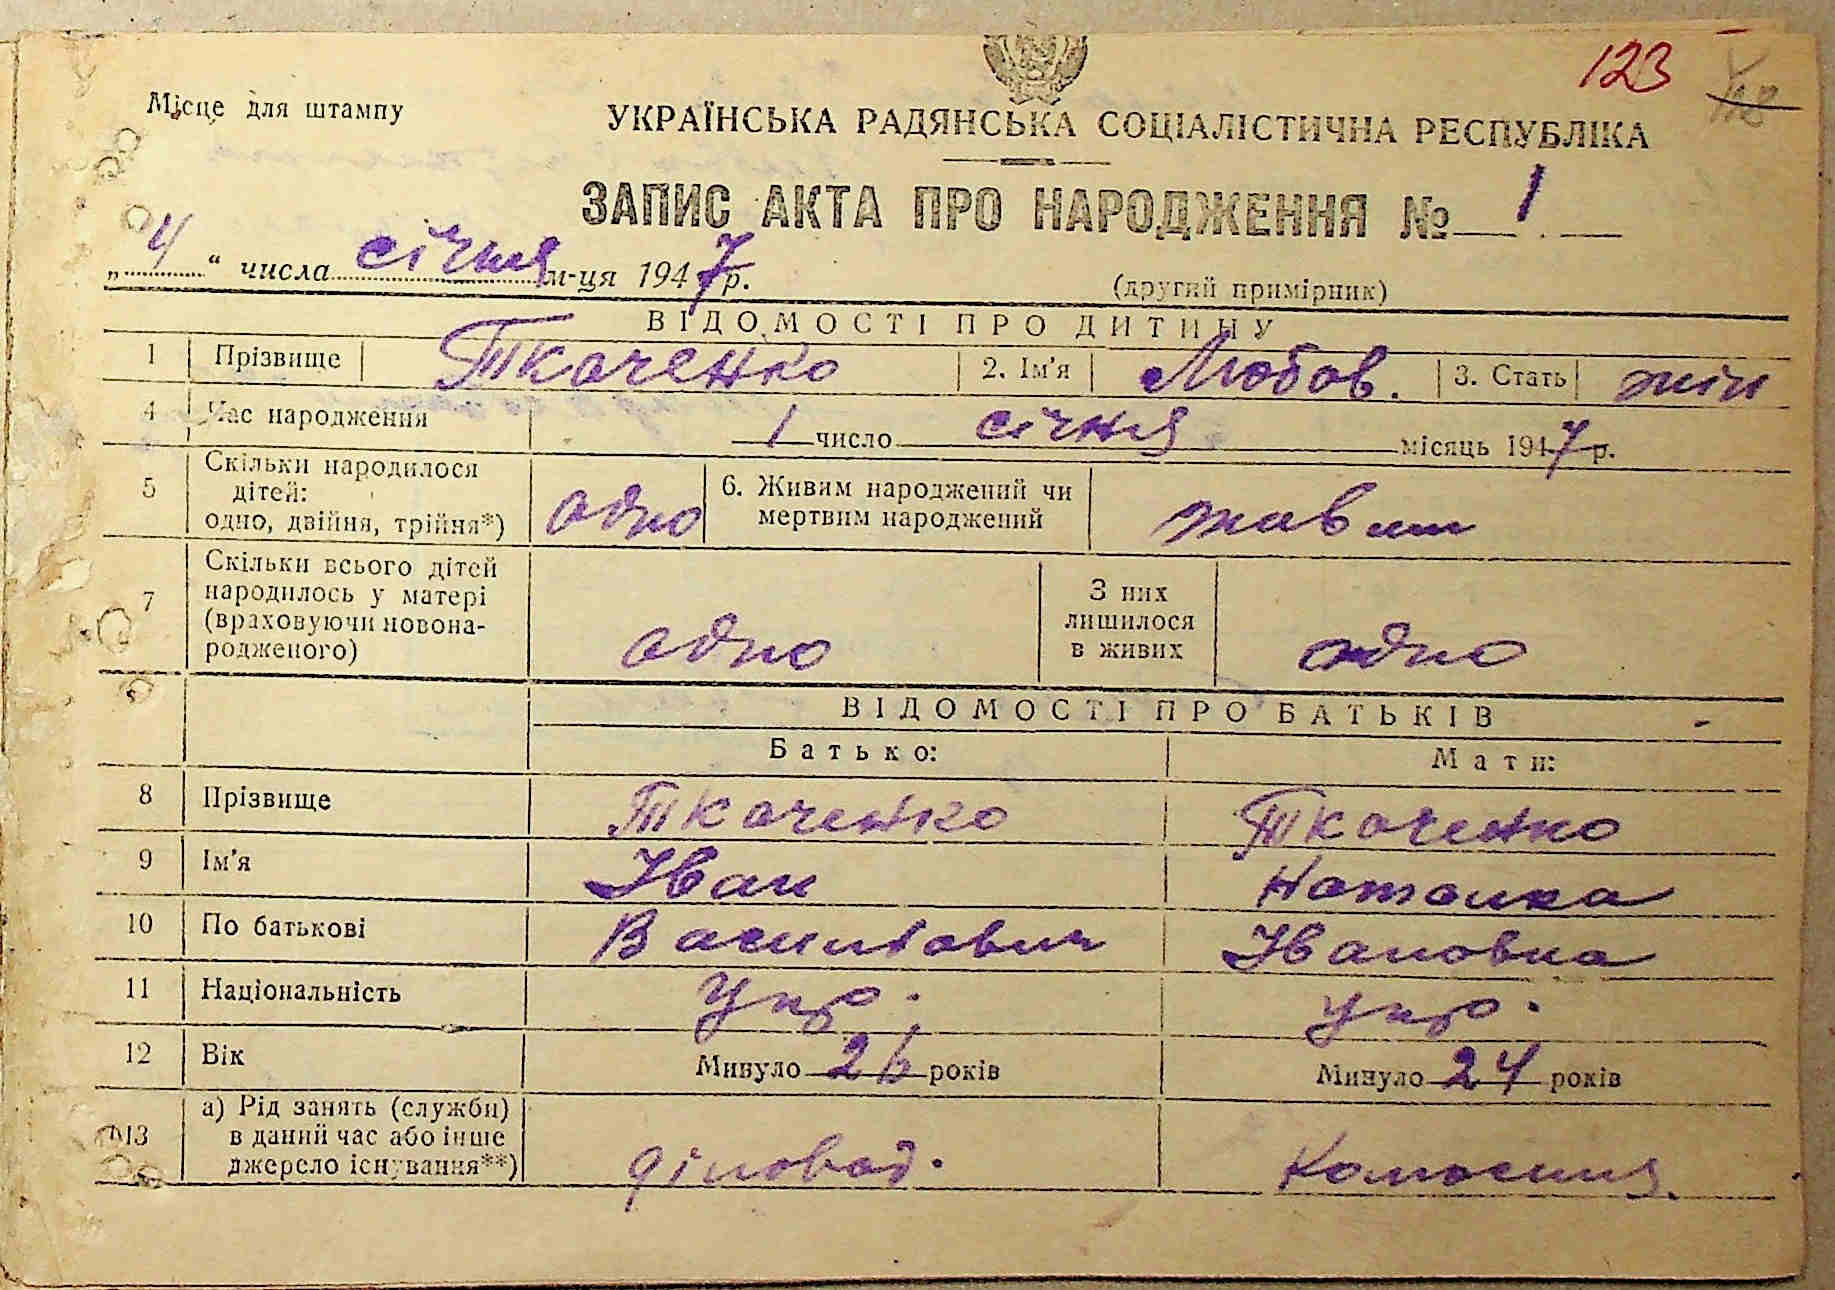 123
Місце для штампу
УКРАЇНСЬКА РАДЯНСЬКА СОЦІАЛІСТИЧНА РЕСПУБЛІКА
ЗАПИС АКТА ПРО НАРОДЖЕННЯ № 1
„4“ числа січня м-ця 1947 р.
(другий примірник)
ВІДОМОСТІ ПРО ДИТИНУ
1 Прізвище Ткаченко 2. Ім'я Любов. 3. Стать жін
4 Час народження 1 число січня місяць 1947 р.
5 Скільки народилося дітей: одно, двійня, трійня*) одно 6. Живим народжений чи мертвим народжений живим
7 Скільки всього дітей народилось у матері (враховуючи новона-родженого) одно З них лишилося в живих одно
ВІДОМОСТІ ПРО БАТЬКІВ
Батько: Мати:
8 Прізвище Ткаченко Ткаченко
9 Ім'я Іван Наталка
10 По батькові Васильович Івановна
11 Національність Укр. укр.
12 Вік Минуло 26 років Минуло 24 років
13 а) Рід занять (служби) в даний час або інше джерело існування**) діловод.